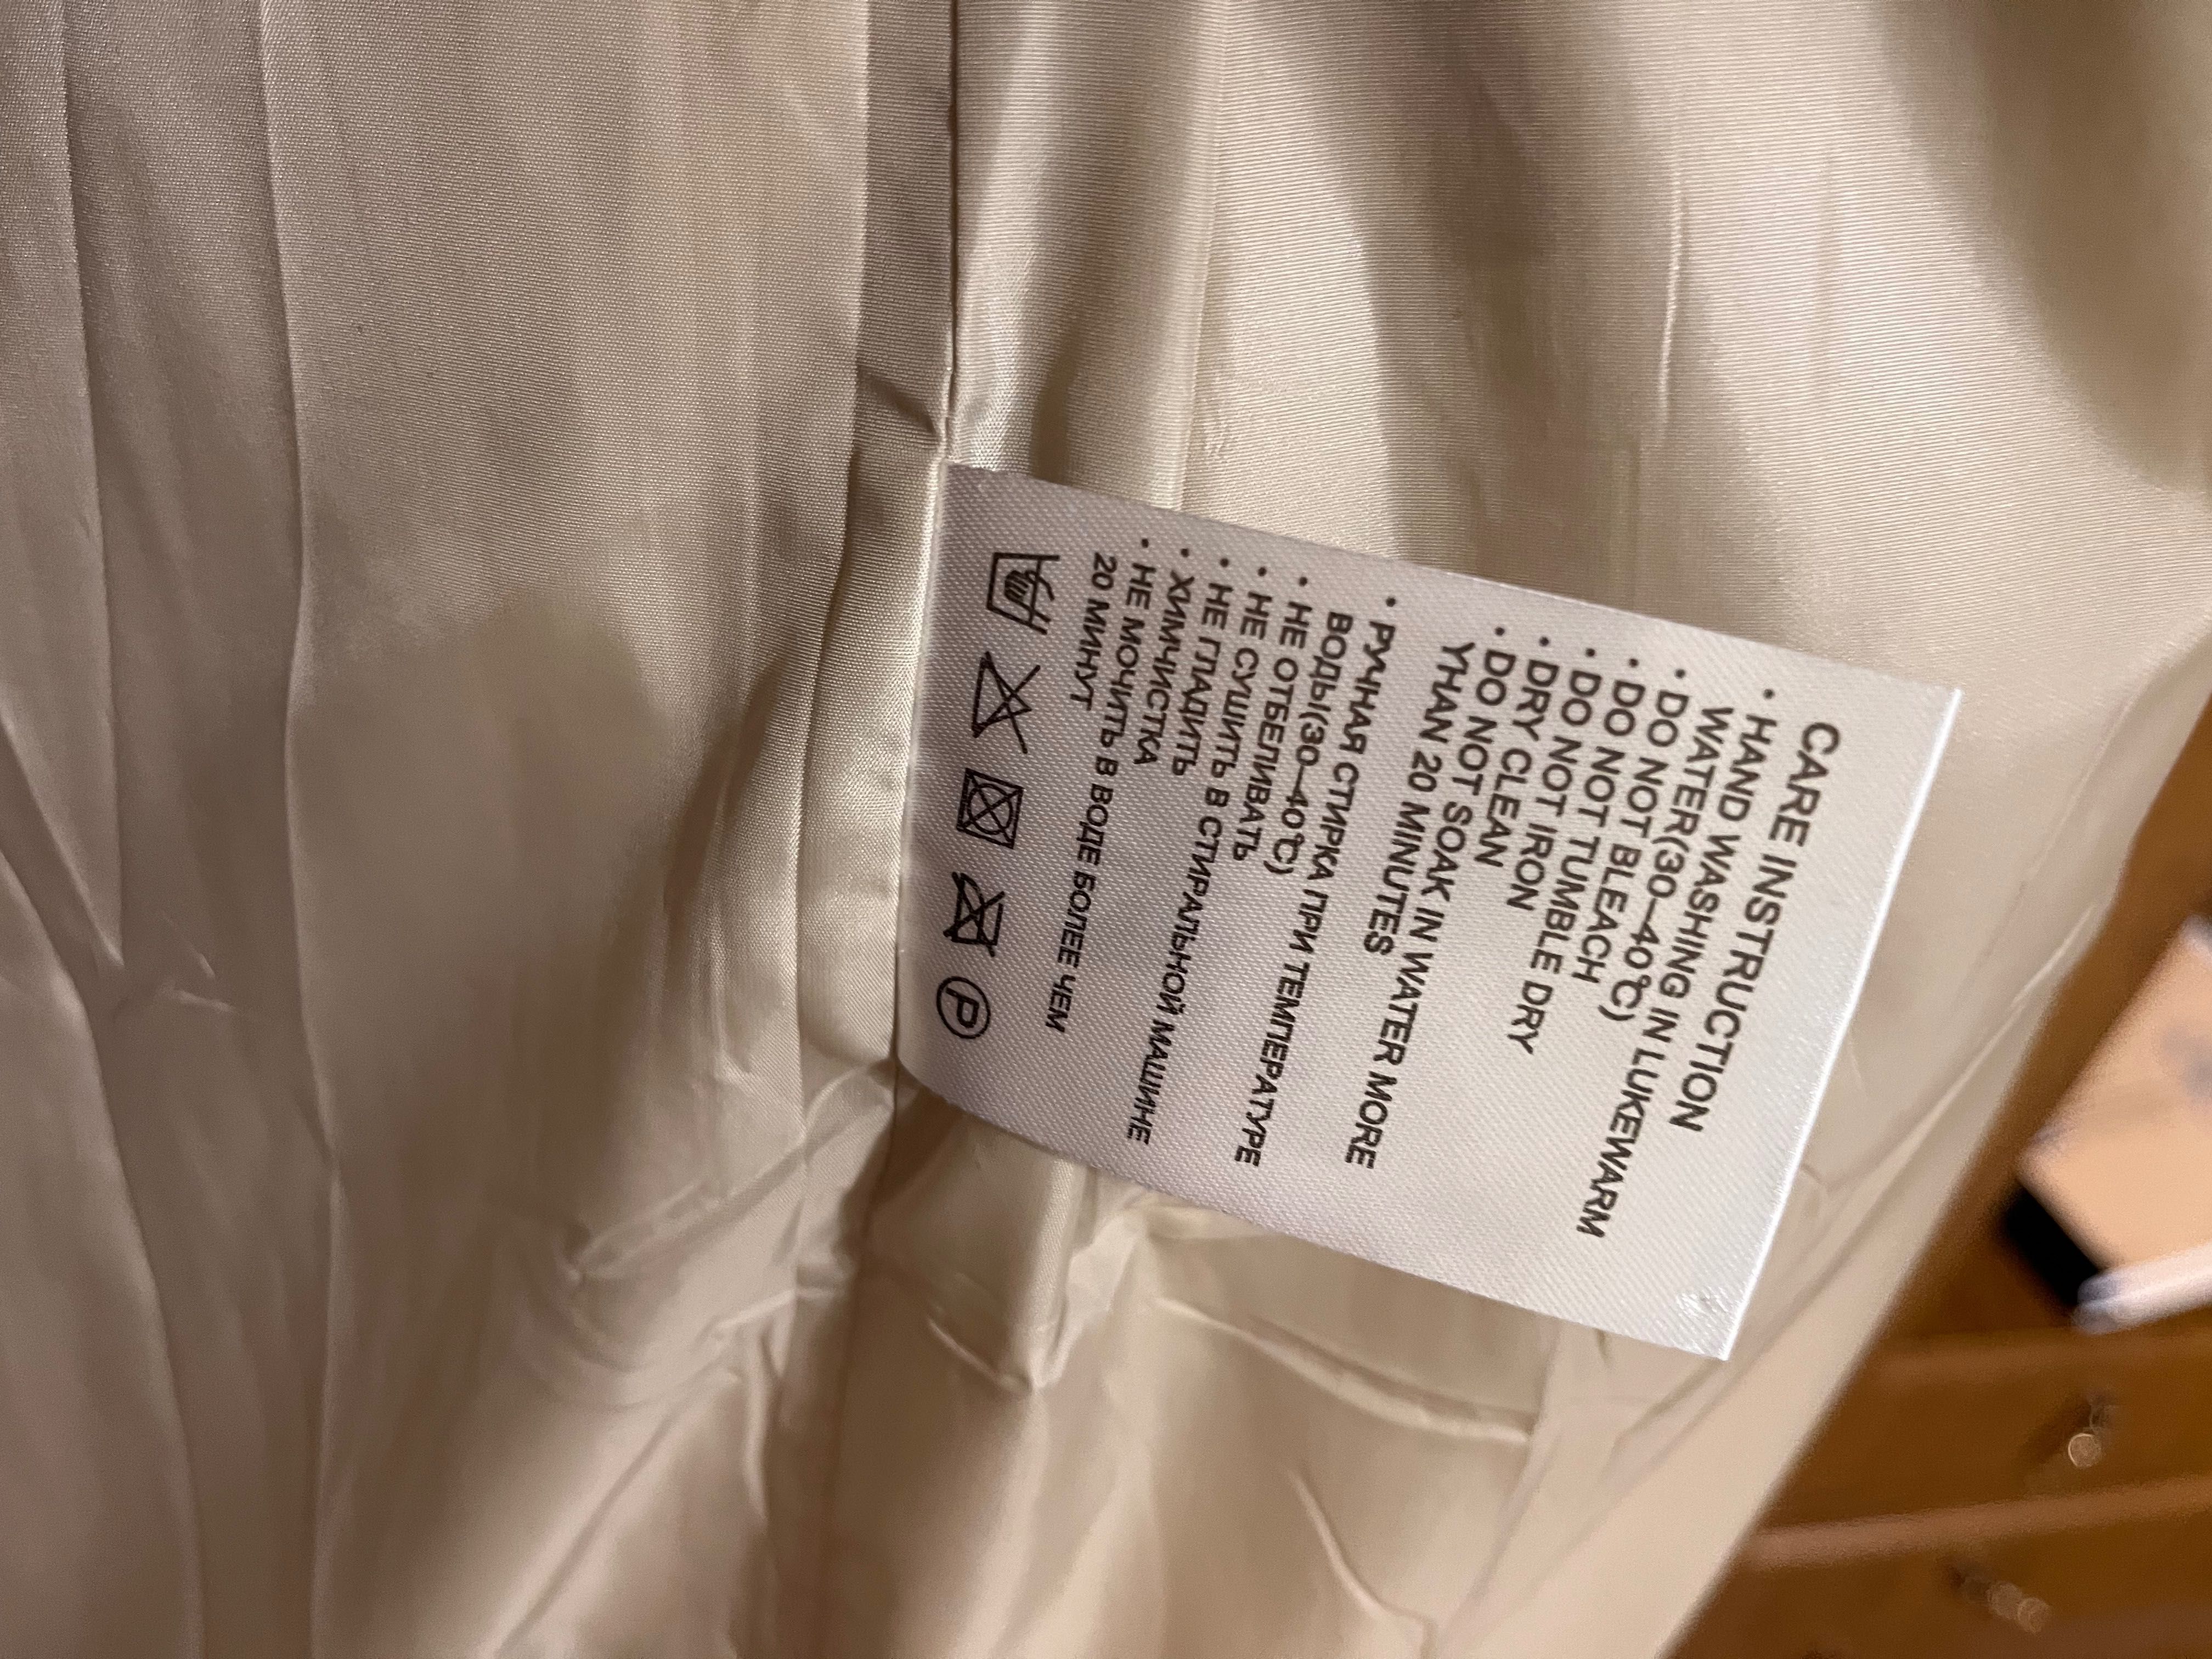 CARE INSTRUCTION
• HAND WASHING IN LUKEWARM
WATER(30—40℃)
• DO NOT BLEACH
• DO NOT TUMBLE DRY
• DO NOT IRON
• DRY CLEAN
• DO NOT SOAK IN WATER MORE
YHAN 20 MINUTES
• РУЧНАЯ СТИРКА ПРИ ТЕМПЕРАТУРЕ
ВОДЫ(30—40℃)
• НЕ ОТБЕЛИВАТЬ
• НЕ СУШИТЬ В СТИРАЛЬНОЙ МАШИНЕ
• НЕ ГЛАДИТЬ
• ХИМЧИСТКА
• НЕ МОЧИТЬ В ВОДЕ БОЛЕЕ ЧЕМ
20 МИНУТ
P